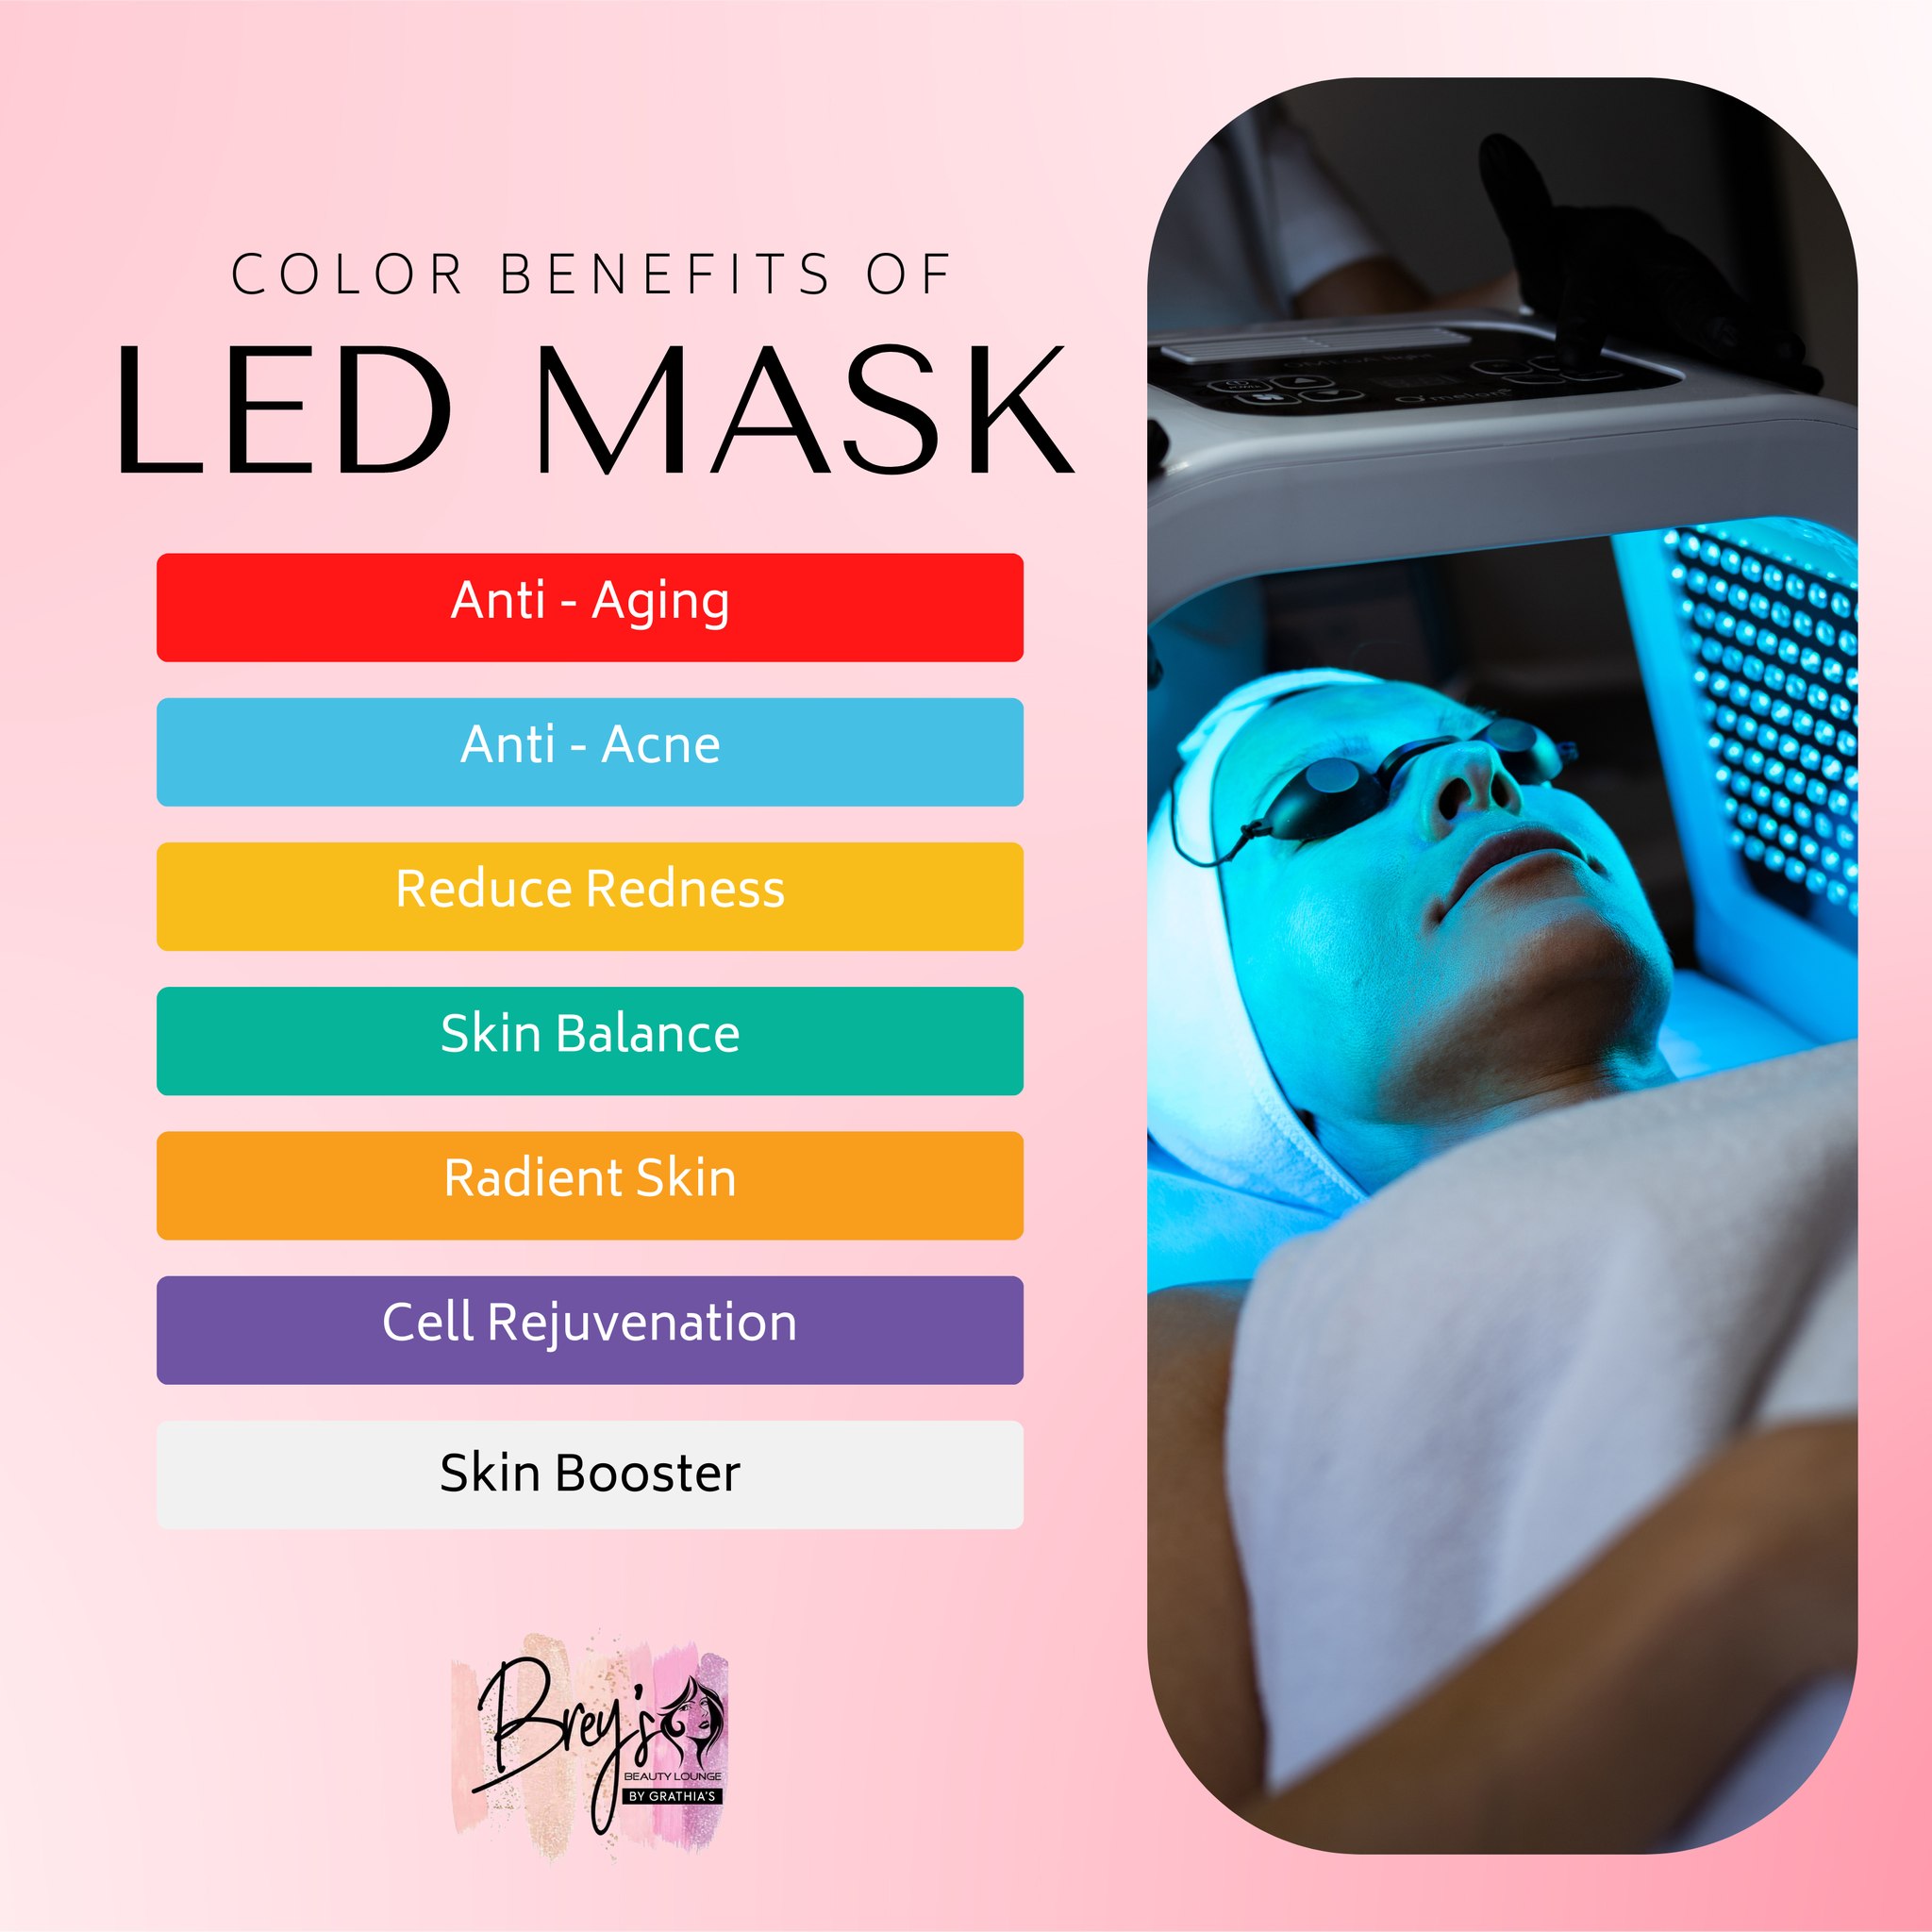 COLOR BENEFITS OF
LED MASK
Anti - Aging
Anti - Acne
Reduce Redness
Skin Balance
Radient Skin
Cell Rejuvenation
Skin Booster
Brey's
BEAUTY LOUNGE
BY GRATHIA'S